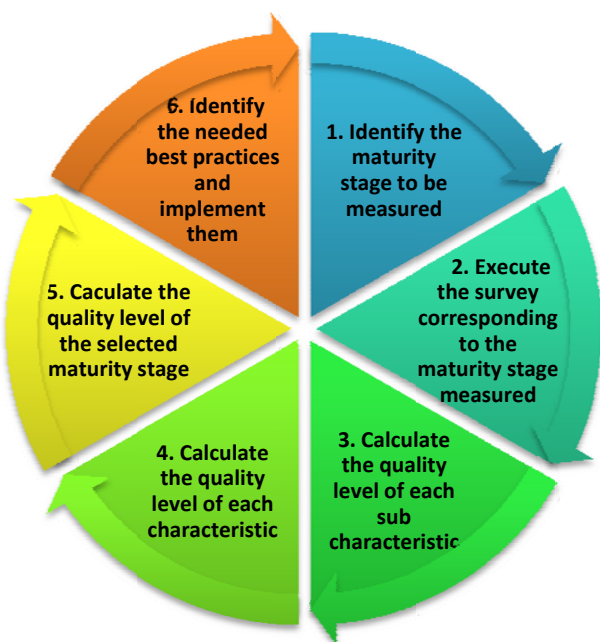 1. Identify the
maturity
stage to be
measured
2. Execute
the survey
corresponding
to the
maturity stage
measured
3. Calculate
the quality
level of each
sub
characteristic
4. Calculate
the quality
level of each
characteristic
5. Caculate the
quality level of
the selected
maturity stage
6. Identify
the needed
best practices
and
implement
them